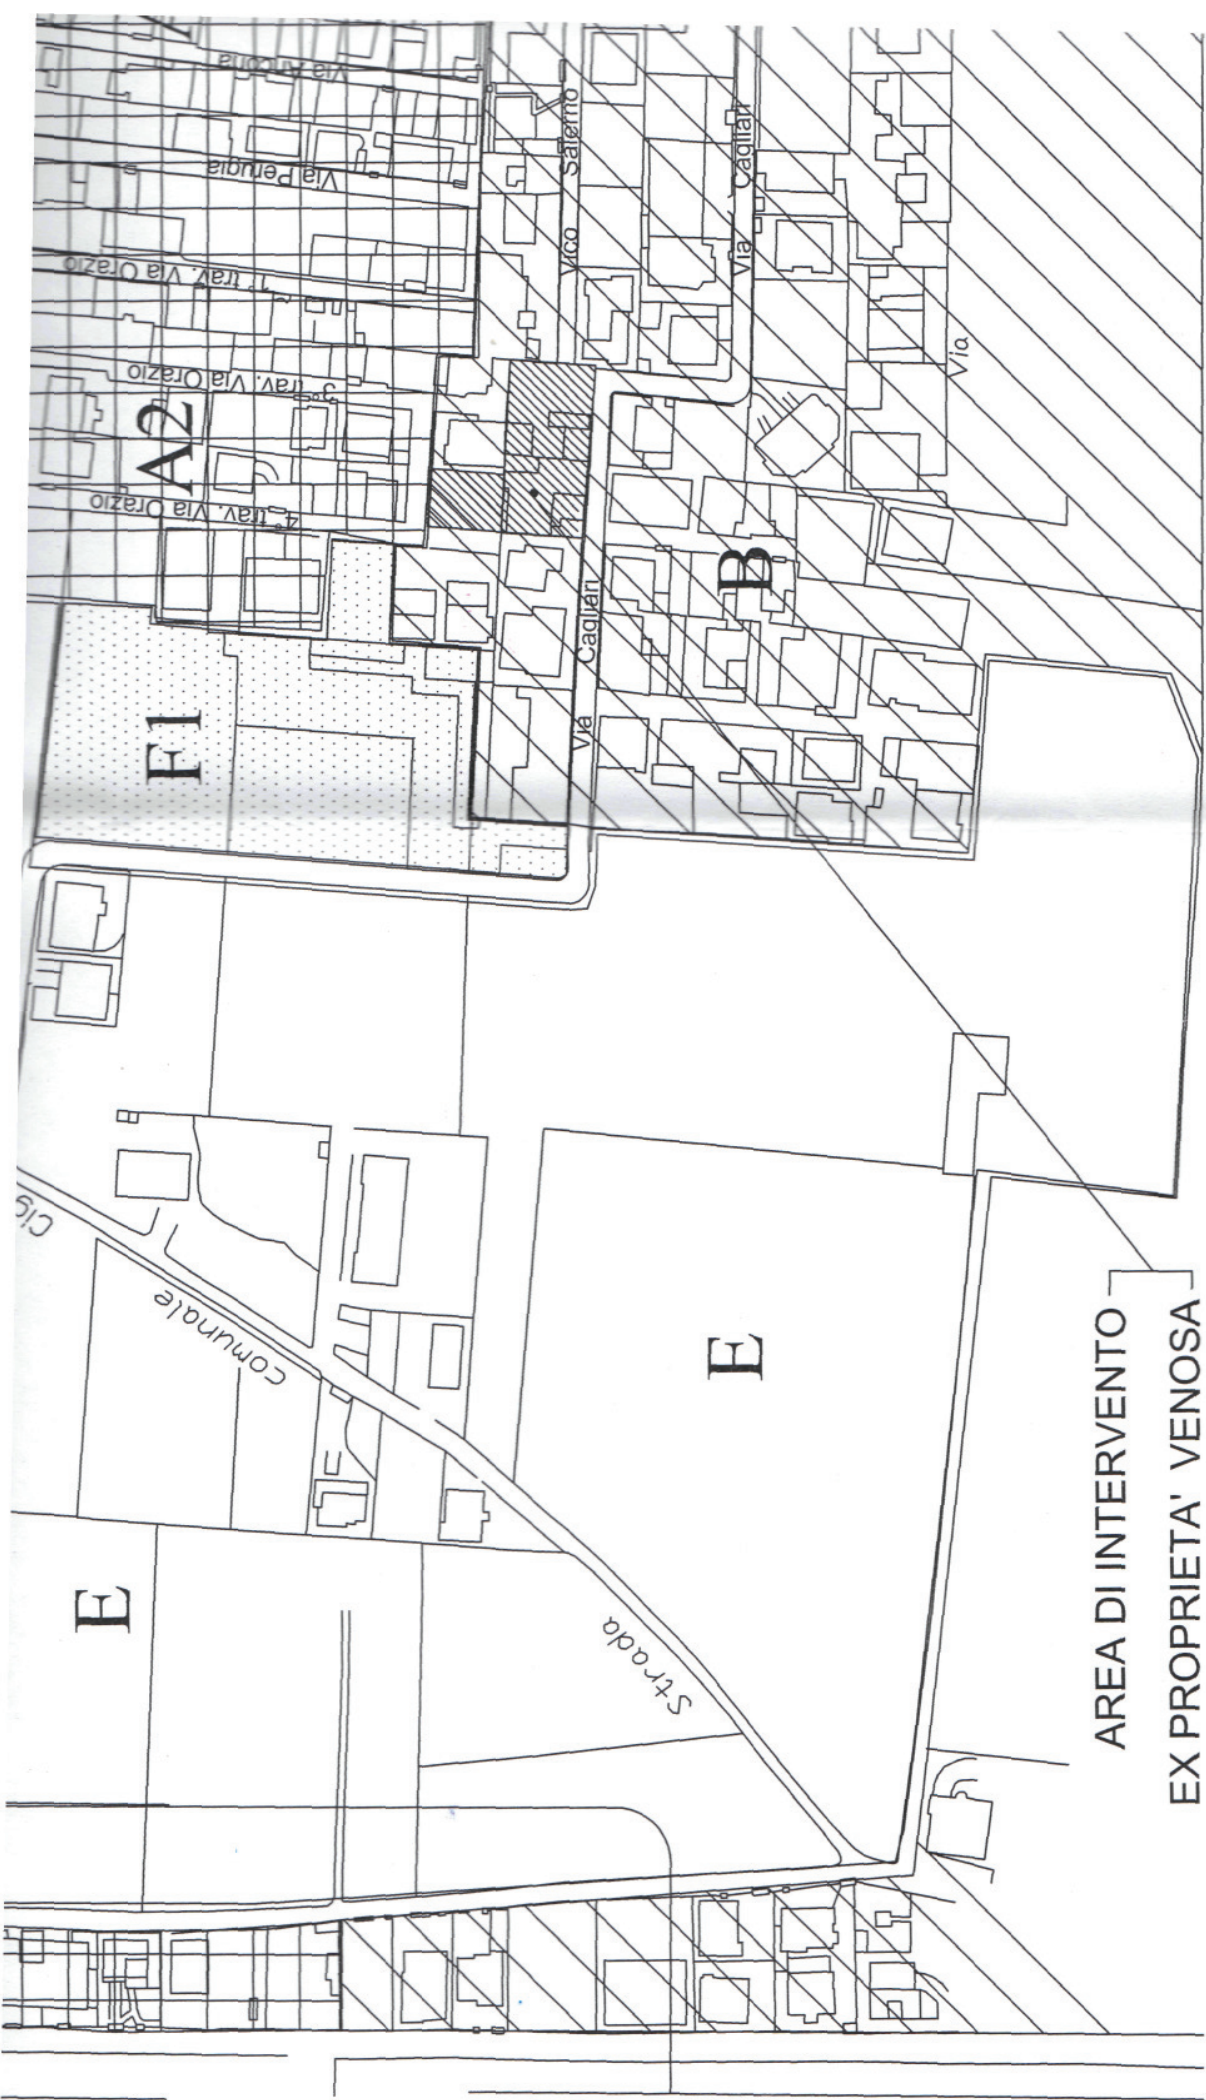 Via Ancona
Via Perugia
1° trav. Via Orazio
3° trav. Via Orazio
4° trav. Via Orazio
A2
F1
Vico Salerno
Via Cagliari
Via Cagliari
B
Via
Strada
comunale
Cig
E
E
AREA DI INTERVENTO
EX PROPRIETA' VENOSA